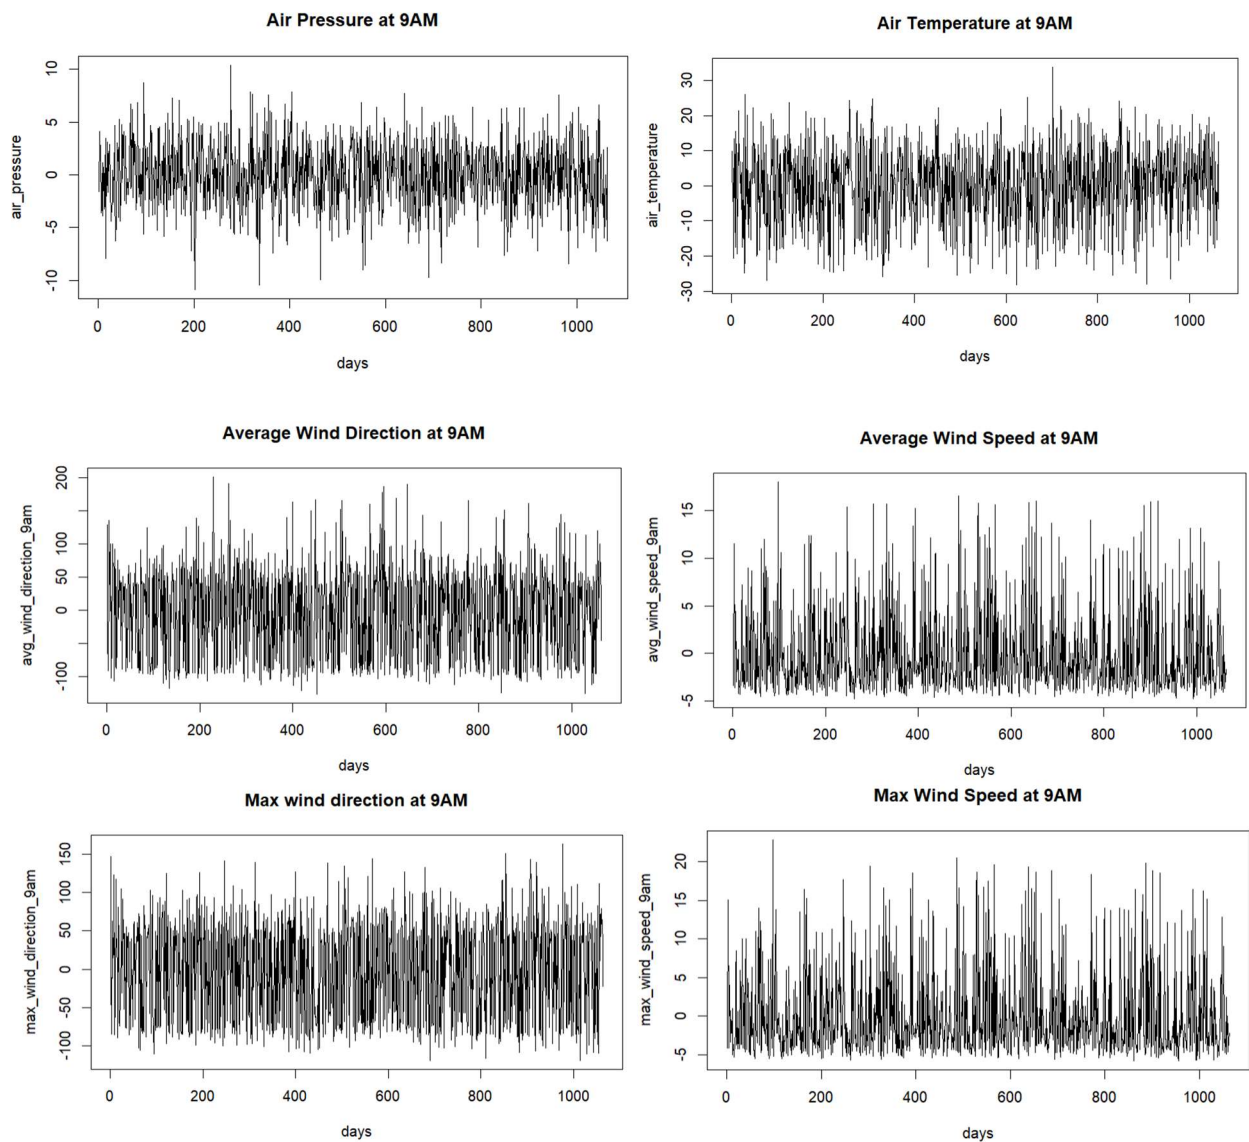 Air Pressure at 9AM
air_pressure
10
5
0
-5
-10
0 200 400 600 800 1000
days
Air Temperature at 9AM
air_temperature
30
20
10
0
-10
-20
-30
0 200 400 600 800 1000
days
Average Wind Direction at 9AM
avg_wind_direction_9am
200
100
50
0
-100
0 200 400 600 800 1000
days
Average Wind Speed at 9AM
avg_wind_speed_9am
15
10
5
0
-5
0 200 400 600 800 1000
days
Max wind direction at 9AM
max_wind_direction_9am
150
100
50
0
-50
-100
0 200 400 600 800 1000
days
Max Wind Speed at 9AM
max_wind_speed_9am
20
15
10
5
0
-5
0 200 400 600 800 1000
days